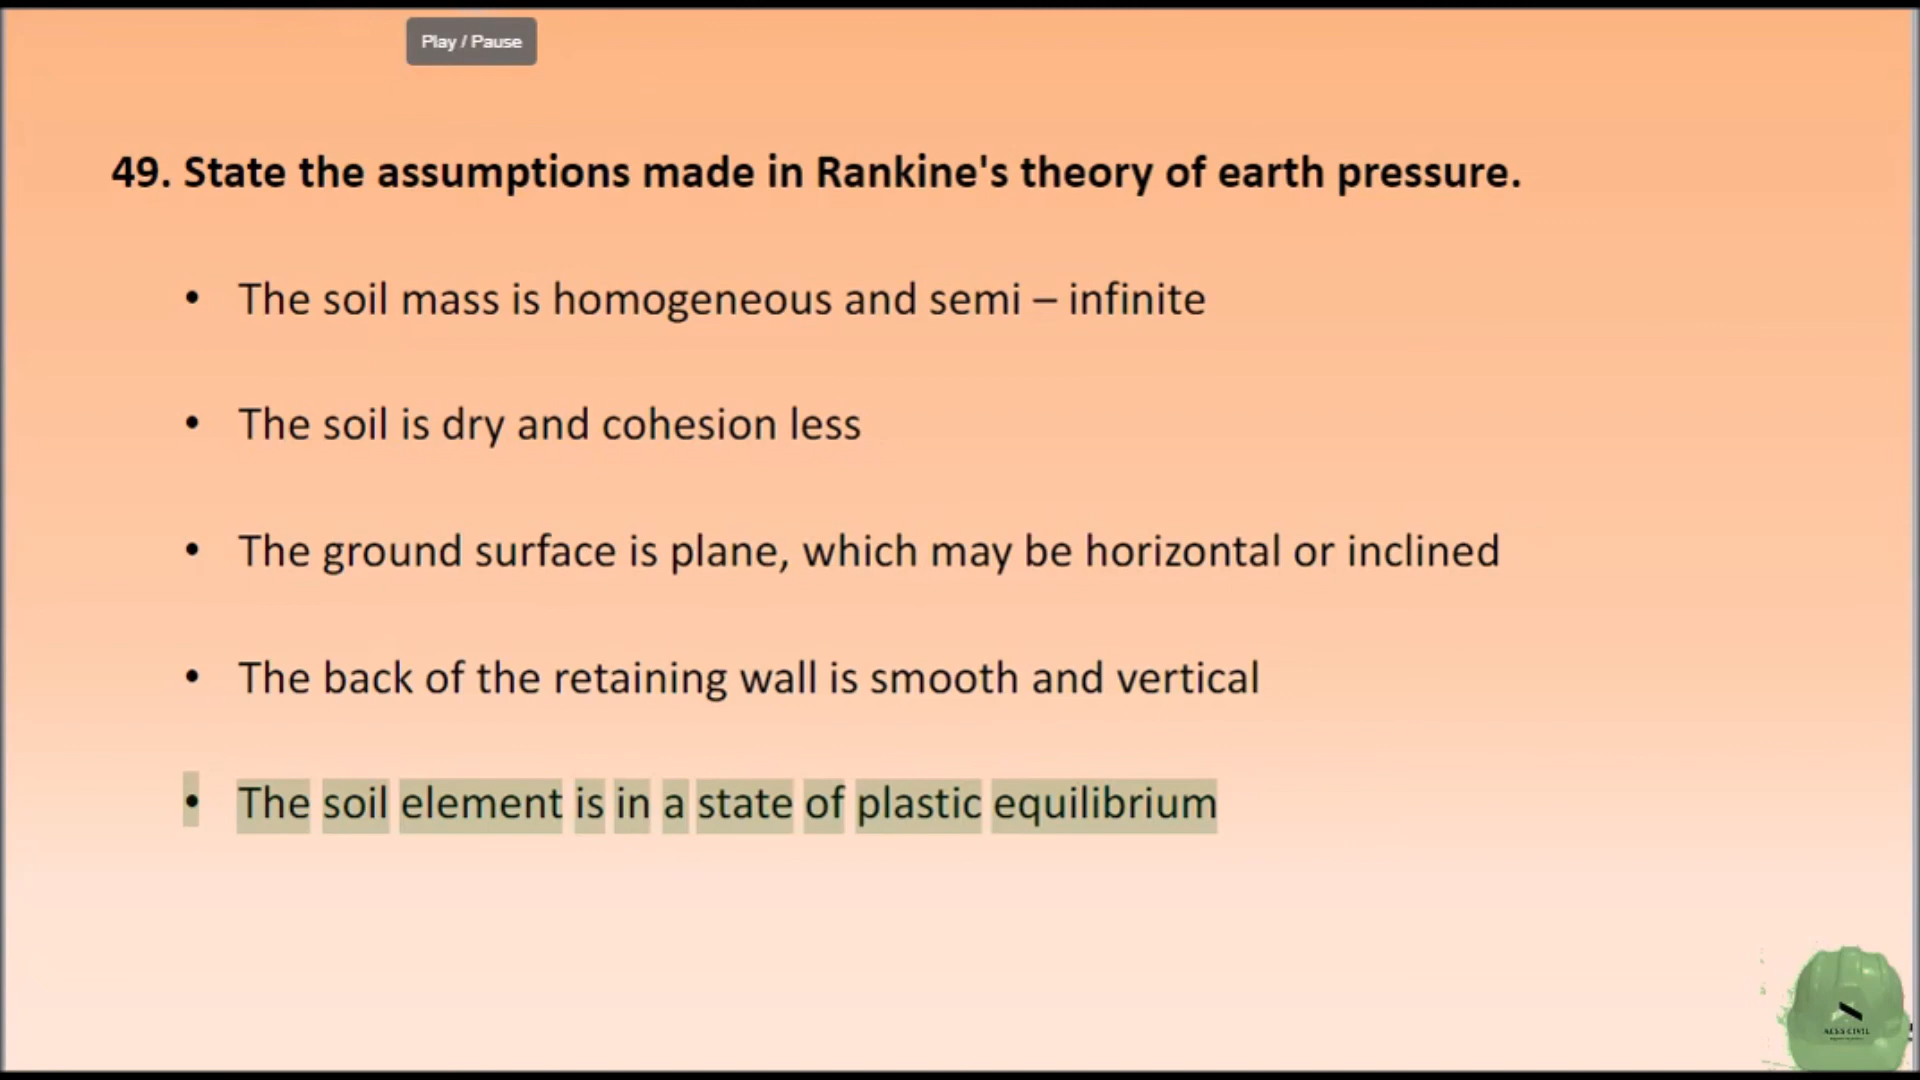 Play / Pause
49. State the assumptions made in Rankine's theory of earth pressure.
• The soil mass is homogeneous and semi – infinite
• The soil is dry and cohesion less
• The ground surface is plane, which may be horizontal or inclined
• The back of the retaining wall is smooth and vertical
• The soil element is in a state of plastic equilibrium